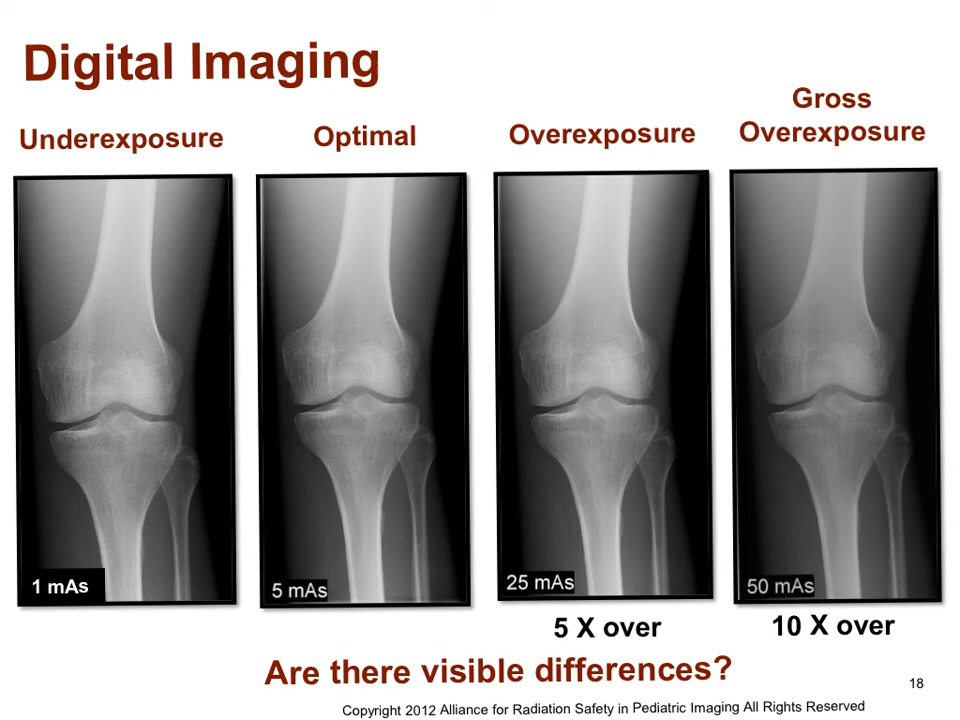 Digital Imaging
Underexposure
Optimal
Overexposure
Gross
Overexposure
1 mAs
5 mAs
25 mAs
50 mAs
5 X over
10 X over
Are there visible differences?
18
Copyright 2012 Alliance for Radiation Safety in Pediatric Imaging All Rights Reserved